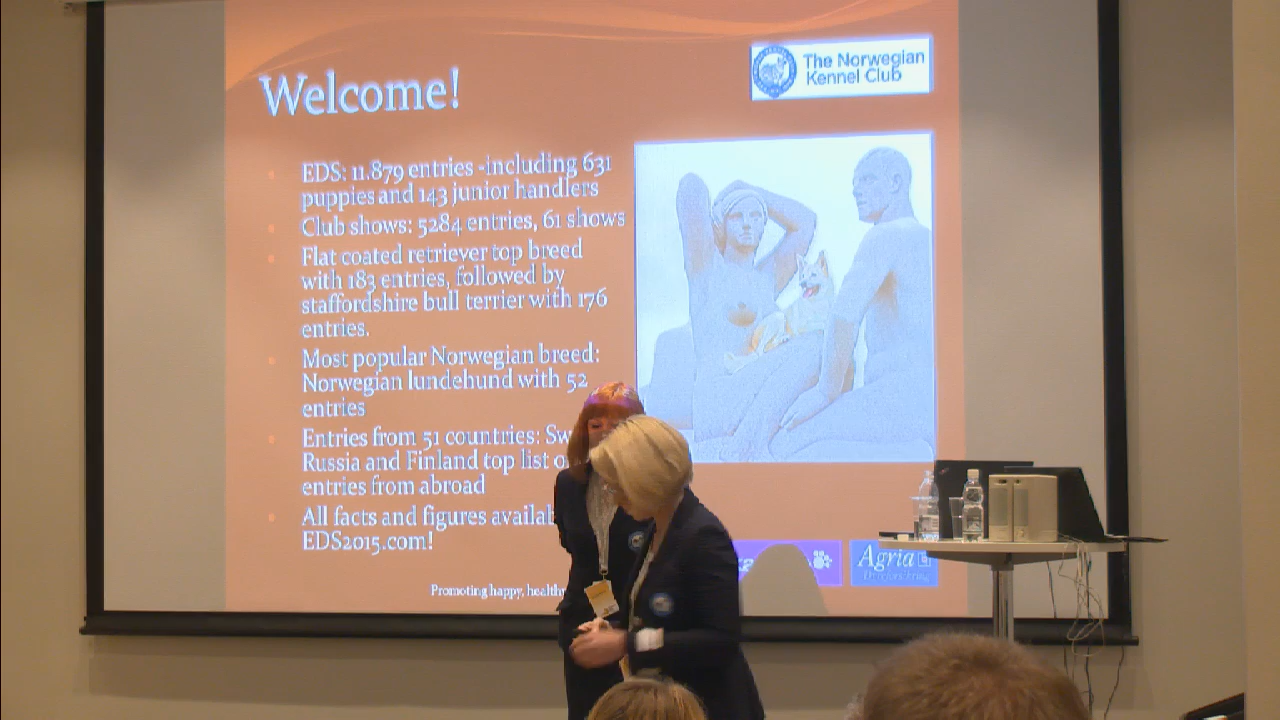 The Norwegian
Kennel Club
Welcome!
EDS: 11.879 entries -including 631
puppies and 143 junior handlers
Club shows: 5284 entries, 61 shows
Flat coated retriever top breed
with 183 entries, followed by
staffordshire bull terrier with 176
entries.
Most popular Norwegian breed:
Norwegian lundehund with 52
entries
Entries from 51 countries: Sw
Russia and Finland top list o
entries from abroad
All facts and figures availab
EDS2015.com!
Promoting happy, healthy
Agria